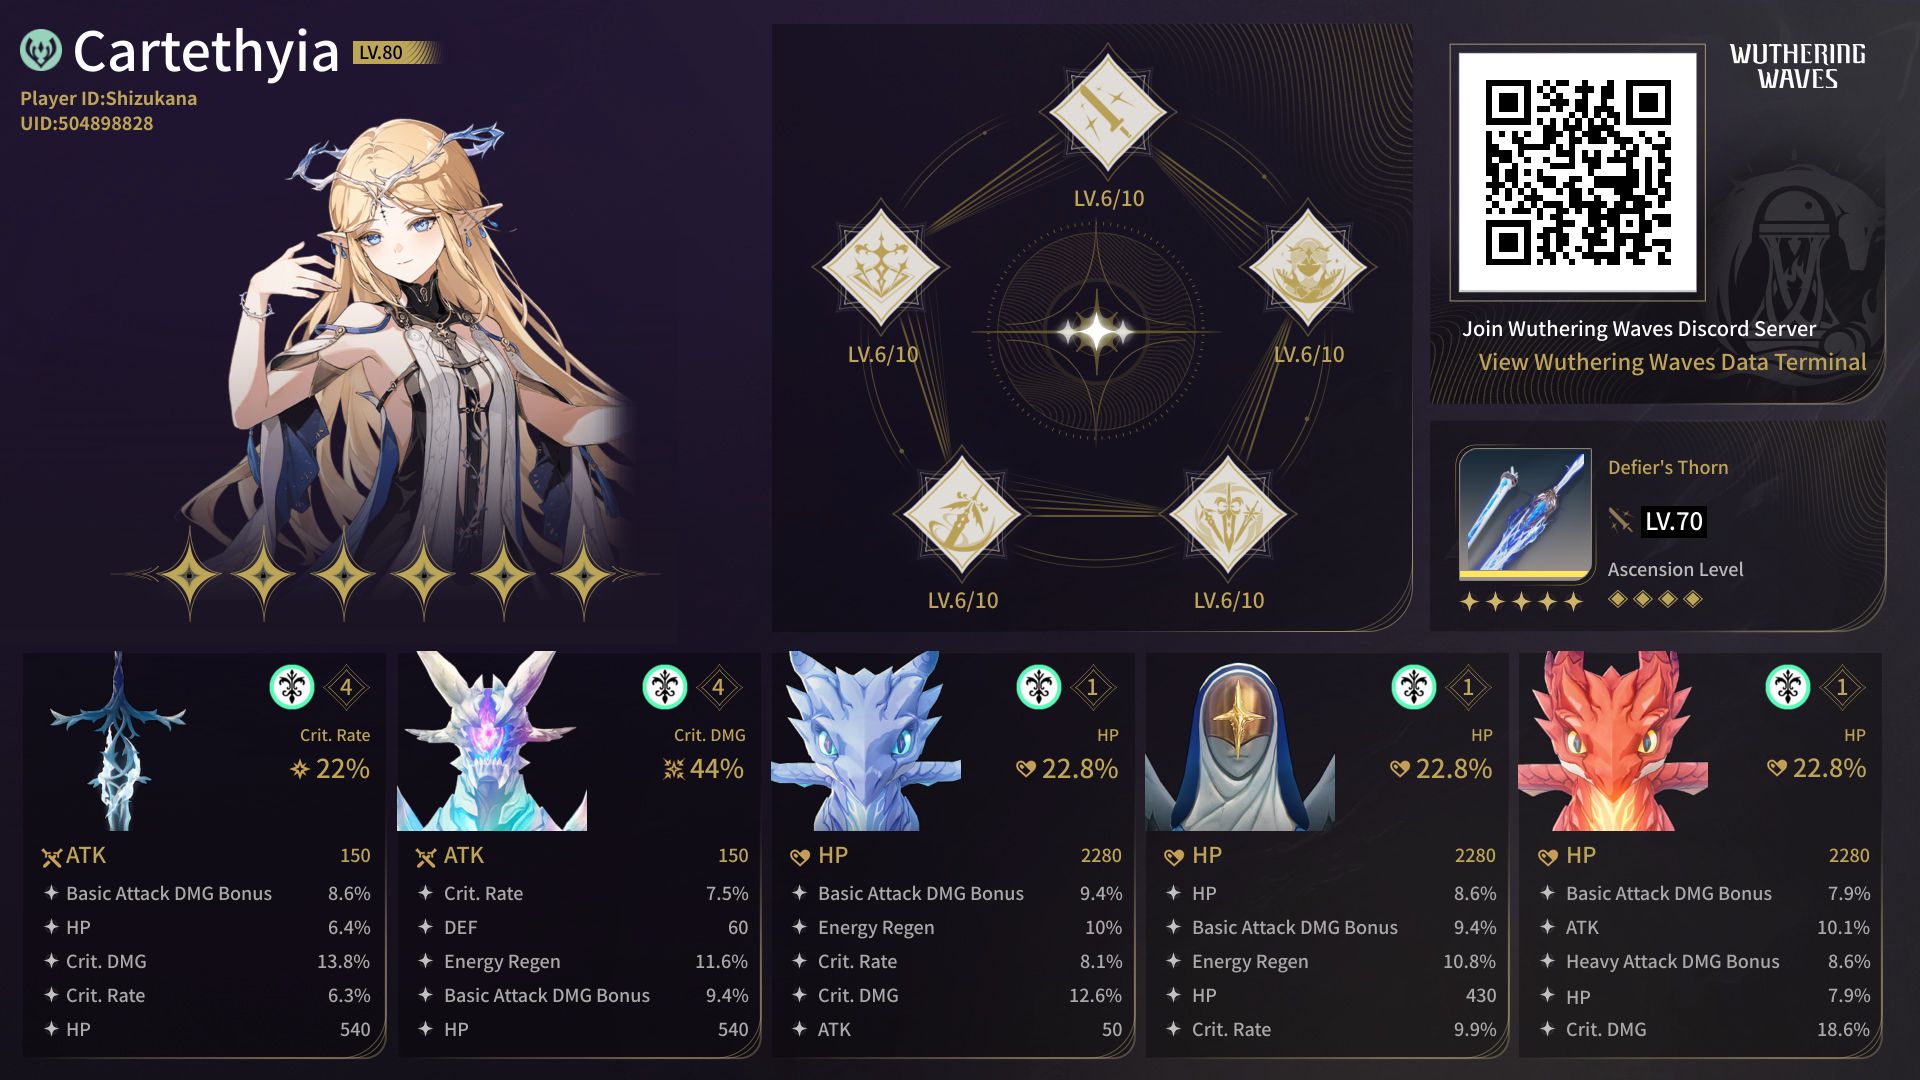 Cartethyia LV.80
Player ID:Shizukana
UID:504898828
LV.6/10
LV.6/10
LV.6/10
LV.6/10
LV.6/10
WUTHERING
WAVES
Join Wuthering Waves Discord Server
View Wuthering Waves Data Terminal
Defier's Thorn
LV.70
Ascension Level
4
Crit. Rate
22%
ATK 150
Basic Attack DMG Bonus 8.6%
HP 6.4%
Crit. DMG 13.8%
Crit. Rate 6.3%
HP 540
4
Crit. DMG
44%
ATK 150
Crit. Rate 7.5%
DEF 60
Energy Regen 11.6%
Basic Attack DMG Bonus 9.4%
HP 540
1
HP
22.8%
HP 2280
Basic Attack DMG Bonus 9.4%
Energy Regen 10%
Crit. Rate 8.1%
Crit. DMG 12.6%
ATK 50
1
HP
22.8%
HP 2280
HP 8.6%
Basic Attack DMG Bonus 9.4%
Energy Regen 10.8%
HP 430
Crit. Rate 9.9%
1
HP
22.8%
HP 2280
Basic Attack DMG Bonus 7.9%
ATK 10.1%
Heavy Attack DMG Bonus 8.6%
HP 7.9%
Crit. DMG 18.6%